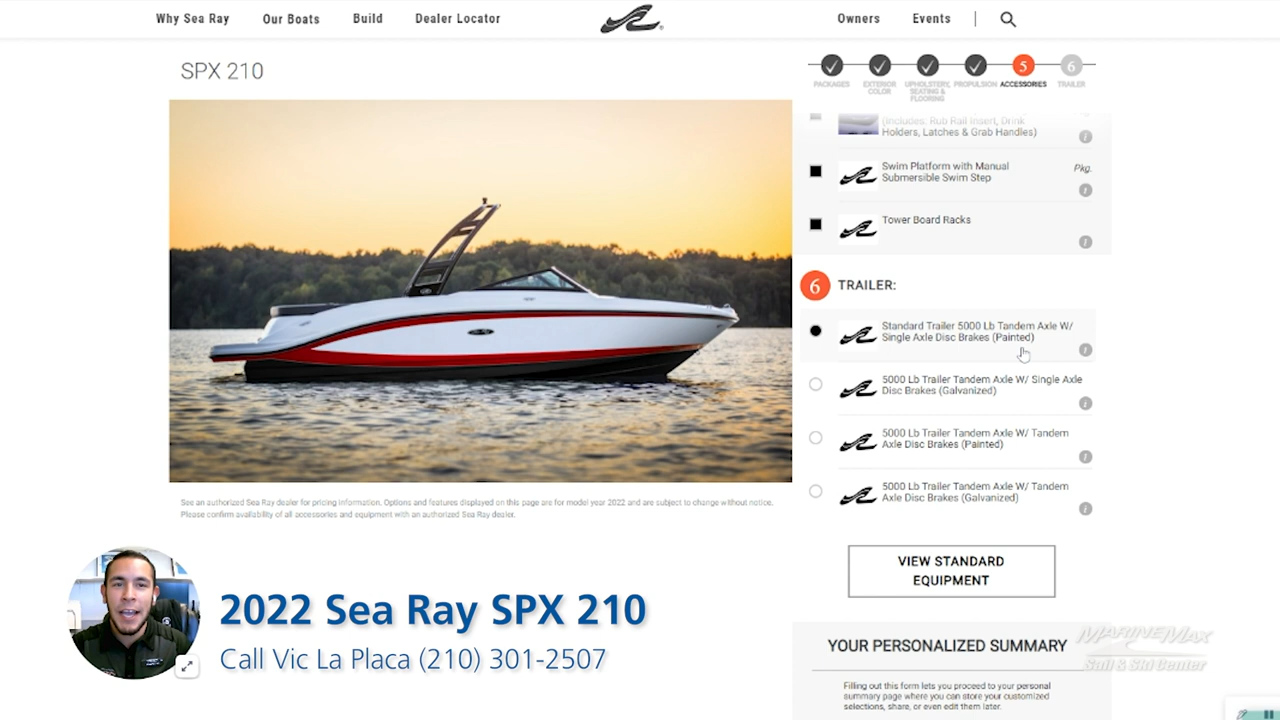 Why Sea Ray
Our Boats
Build
Dealer Locator
Owners
Events
SPX 210
5
6
PACKAGES
EXTERIOR
COLOR
UPHOLSTERY,
SEATING &
FLOORING
PROPULSION
ACCESSORIES
TRAILER
(Includes: Rub Rail Insert, Drink
Holders, Latches & Grab Handles)
Swim Platform with Manual
Submersible Swim Step
Pkg.
Tower Board Racks
6 TRAILER:
Standard Trailer 5000 Lb Tandem Axle W/
Single Axle Disc Brakes (Painted)
5000 Lb Trailer Tandem Axle W/ Single Axle
Disc Brakes (Galvanized)
5000 Lb Trailer Tandem Axle W/ Tandem
Axle Disc Brakes (Painted)
5000 Lb Trailer Tandem Axle W/ Tandem
Axle Disc Brakes (Galvanized)
See an authorized Sea Ray dealer for pricing information. Options and features displayed on this page are for model year 2022 and are subject to change without notice.
Please confirm availability of all accessories and equipment with an authorized Sea Ray dealer.
VIEW STANDARD
EQUIPMENT
2022 Sea Ray SPX 210
Call Vic La Placa (210) 301-2507
YOUR PERSONALIZED SUMMARY
MARINEMAX
Sail & Ski Center
Filling out this form lets you proceed to your personal
summary page where you can store your customized
selections, share, or even edit them later.